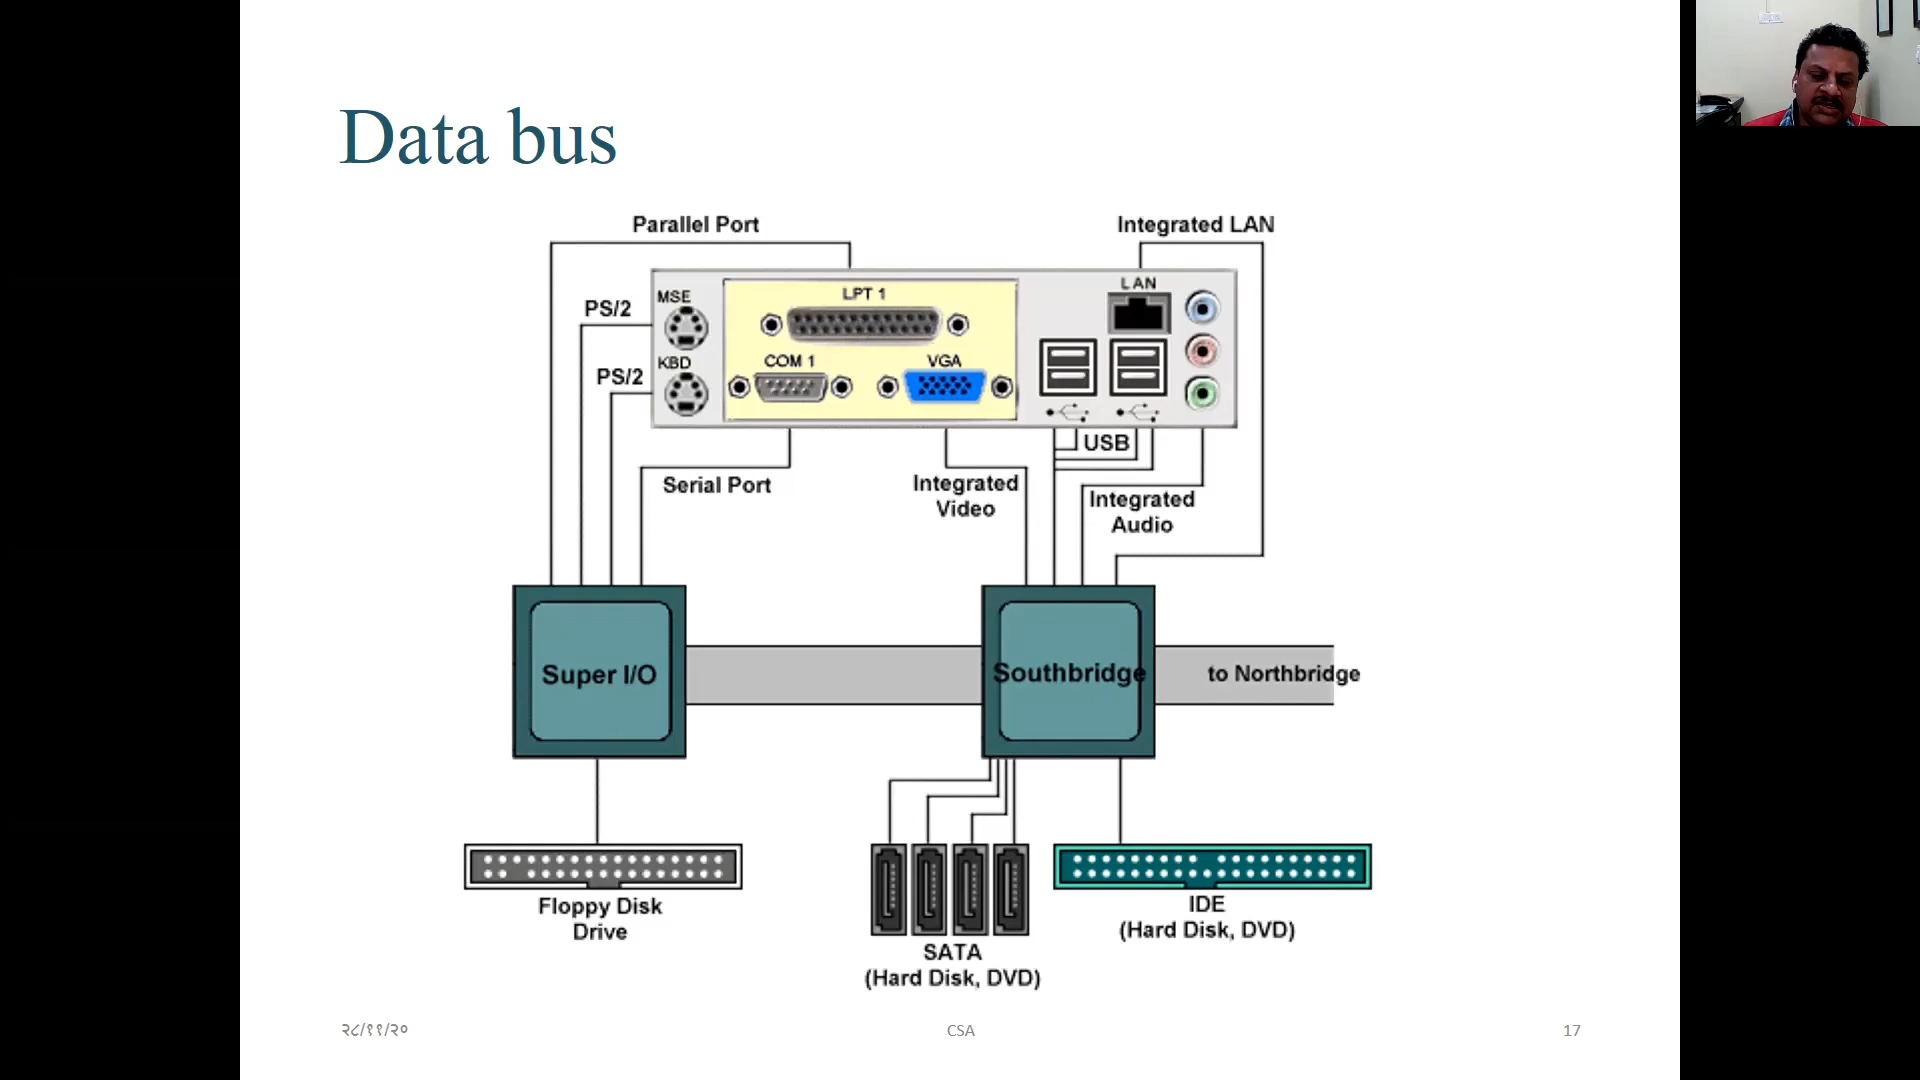 Data bus
Parallel Port
Integrated LAN
LAN
MSE
LPT 1
PS/2
KBD
COM 1
VGA
PS/2
USB
Serial Port
Integrated
Video
Integrated
Audio
Super I/O
Southbridge
to Northbridge
Floppy Disk
Drive
IDE
(Hard Disk, DVD)
SATA
(Hard Disk, DVD)
२८/११/२०
CSA
17